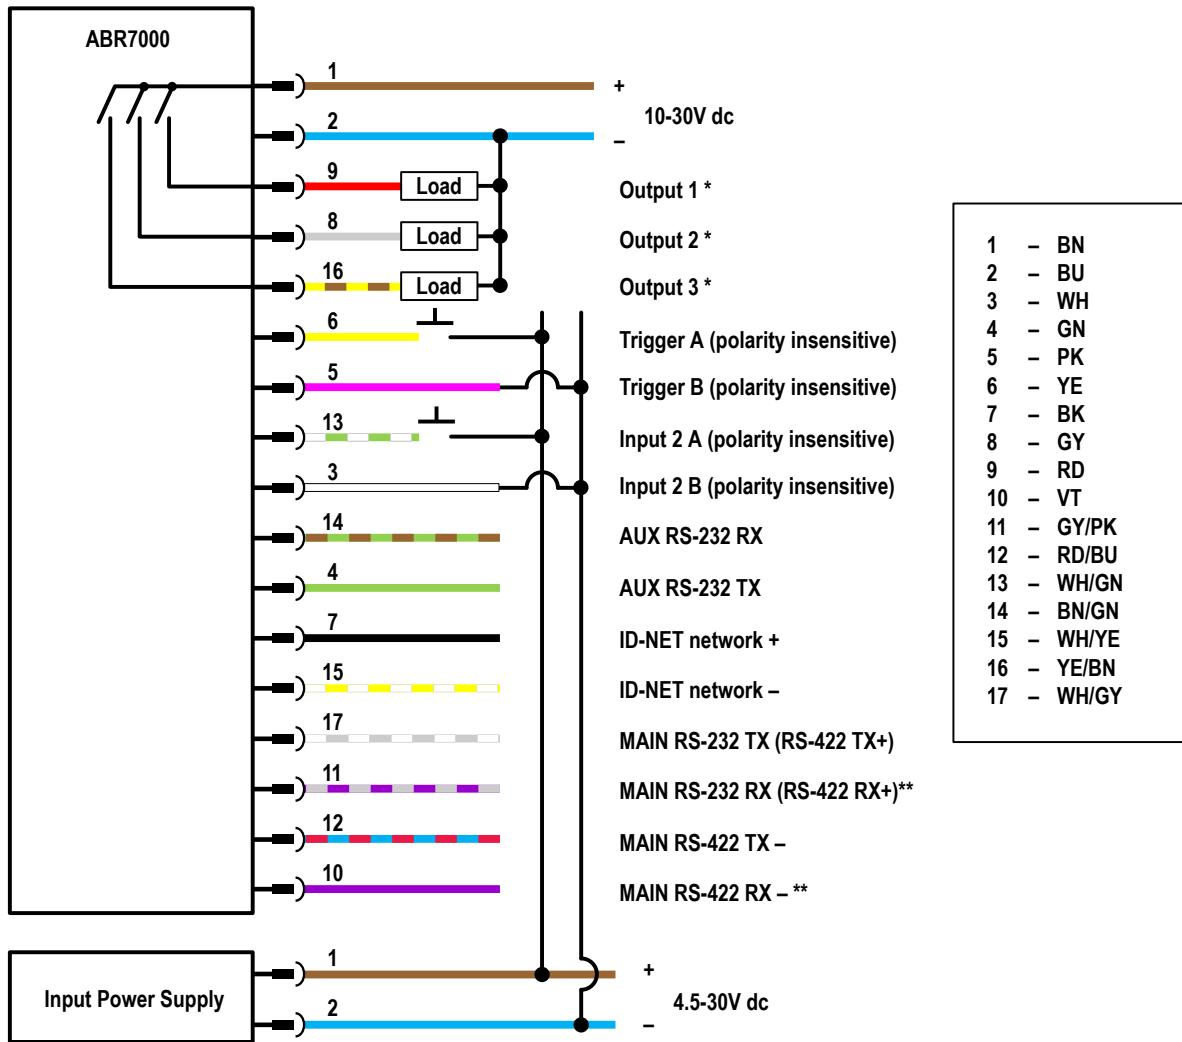 ABR7000
1
+
10-30V dc
2
–
9
Load
Output 1 *
8
Load
Output 2 *
16
Load
Output 3 *
6
Trigger A (polarity insensitive)
5
Trigger B (polarity insensitive)
13
Input 2 A (polarity insensitive)
3
Input 2 B (polarity insensitive)
14
AUX RS-232 RX
4
AUX RS-232 TX
7
ID-NET network +
15
ID-NET network –
17
MAIN RS-232 TX (RS-422 TX+)
11
MAIN RS-232 RX (RS-422 RX+)**
12
MAIN RS-422 TX –
10
MAIN RS-422 RX – **
Input Power Supply
1
+
4.5-30V dc
2
–
1 – BN
2 – BU
3 – WH
4 – GN
5 – PK
6 – YE
7 – BK
8 – GY
9 – RD
10 – VT
11 – GY/PK
12 – RD/BU
13 – WH/GN
14 – BN/GN
15 – WH/YE
16 – YE/BN
17 – WH/GY